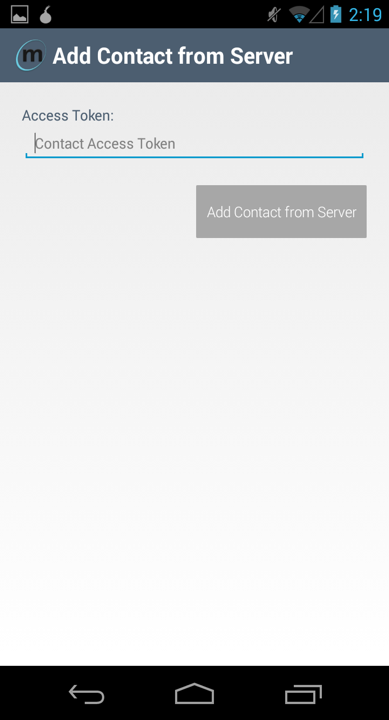 2:19
m Add Contact from Server
Access Token:
Contact Access Token
Add Contact from Server